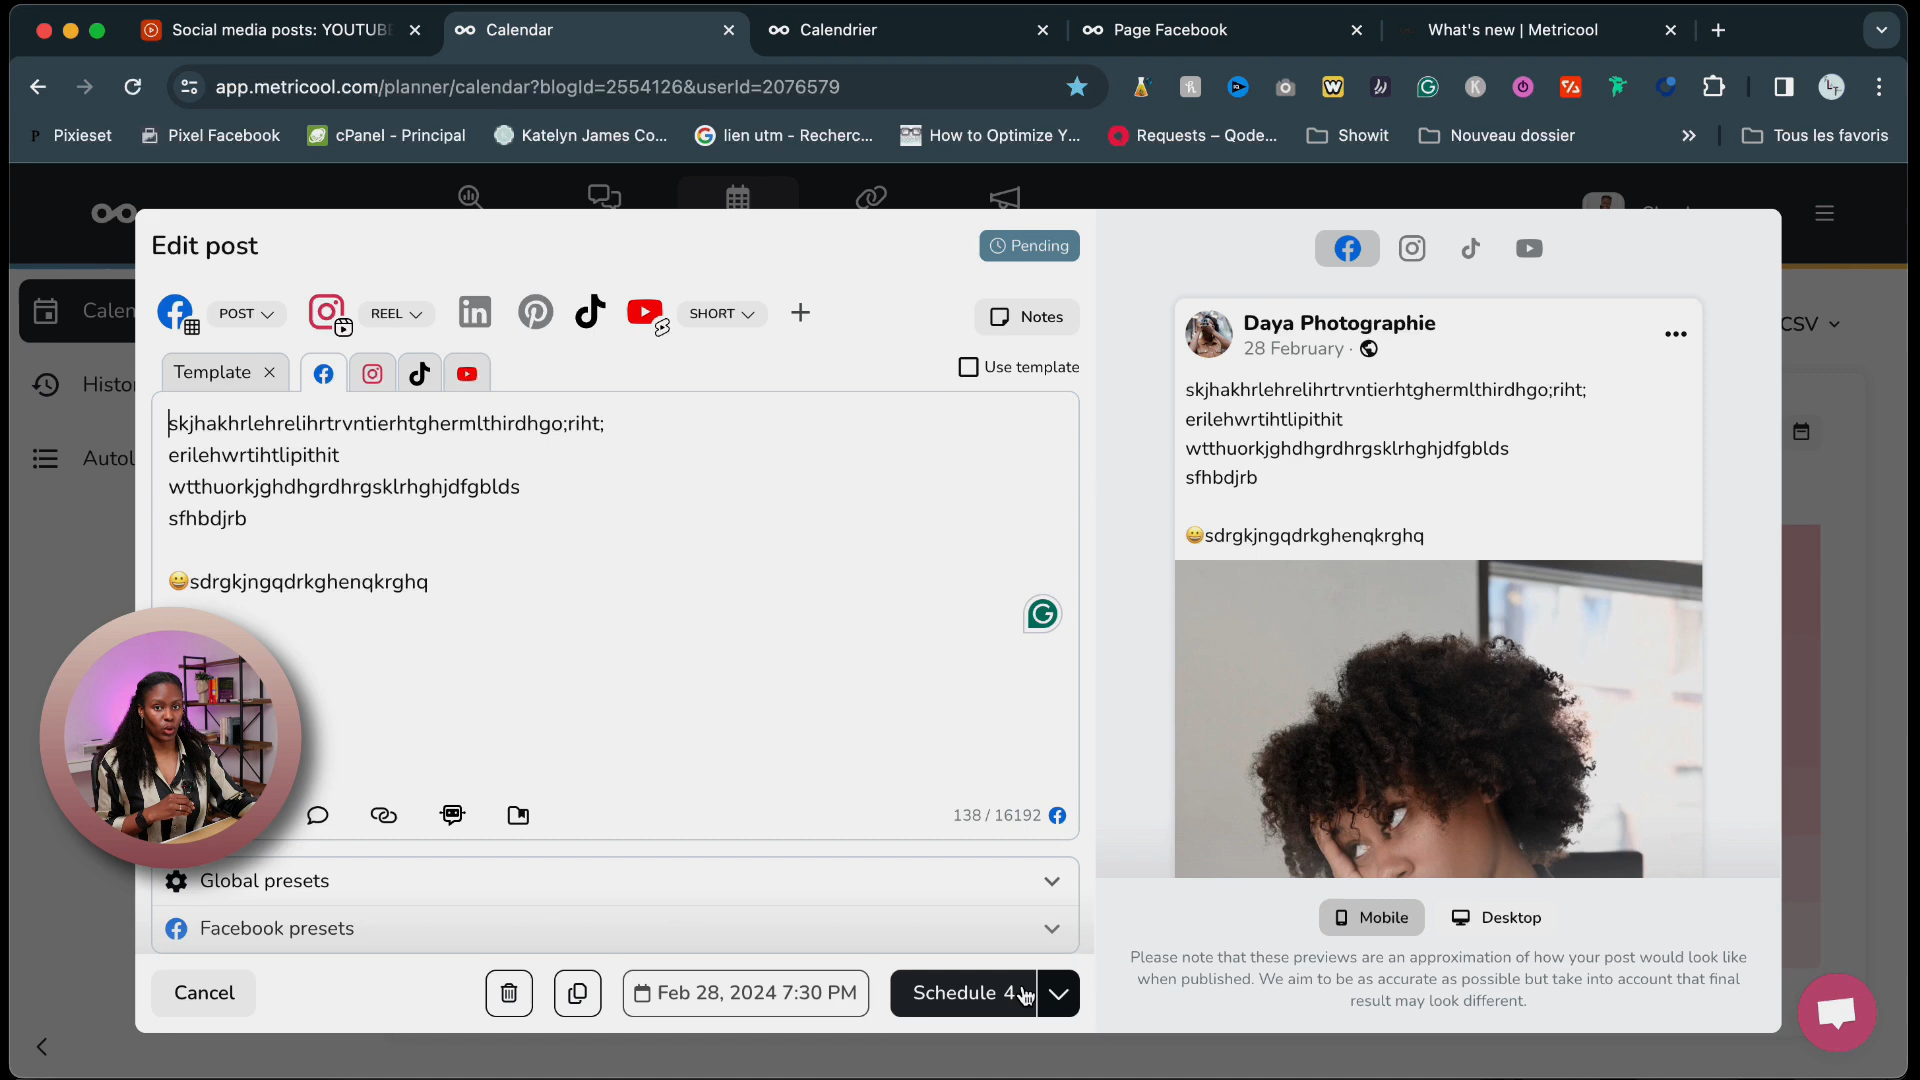 Social media posts: YOUTUBE
Calendar
Calendrier
Page Facebook
What's new | Metricool
app.metricool.com/planner/calendar?blogId=2554126&userId=2076579
Pixieset
Pixel Facebook
cPanel - Principal
Katelyn James Co...
lien utm - Recherc...
How to Optimize Y...
Requests – Qode...
Showit
Nouveau dossier
Tous les favoris
Edit post
Pending
POST
REEL
SHORT
Notes
Template
Use template
skjhakhrlehrelihrtrvntierhtghermlthirdhgo;riht;
erilehwrtihtlipithit
wtthuorkjghdhgrdhrgsklrhghjdfgblds
sfhbdjrb
😀sdrgkjngqdrkghenqkrghq
138 / 16192
Global presets
Facebook presets
Cancel
Feb 28, 2024 7:30 PM
Schedule 4
Calen
Histo
Autol
CSV
Daya Photographie
28 February ·
skjhakhrlehrelihrtrvntierhtghermlthirdhgo;riht;
erilehwrtihtlipithit
wtthuorkjghdhgrdhrgsklrhghjdfgblds
sfhbdjrb
😀sdrgkjngqdrkghenqkrghq
Mobile
Desktop
Please note that these previews are an approximation of how your post would look like
when published. We aim to be as accurate as possible but take into account that final
result may look different.